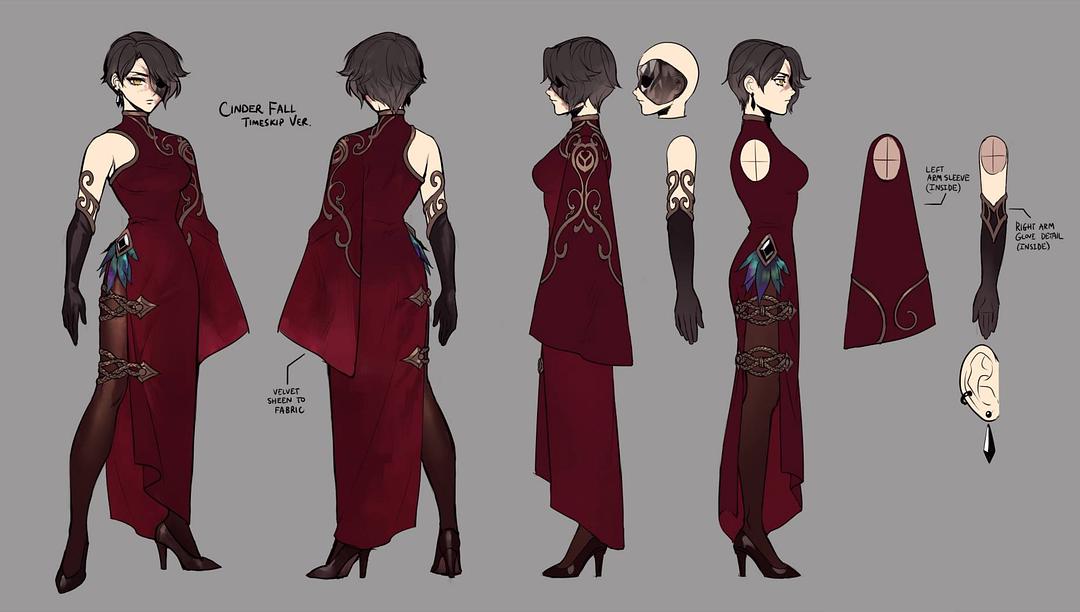 CINDER FALL
TIMESKIP VER.
VELVET
SHEEN TO
FABRIC
LEFT
ARM SLEEVE
(INSIDE)
RIGHT ARM
GLOVE DETAIL
(INSIDE)